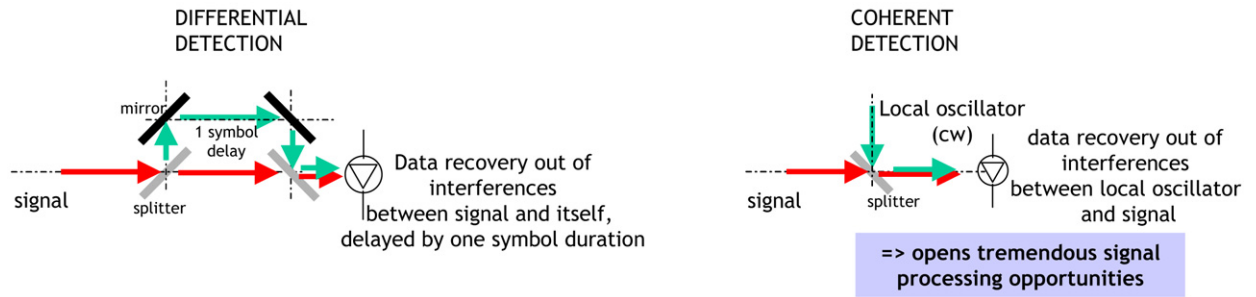 DIFFERENTIAL
DETECTION
mirror
1 symbol
delay
signal
splitter
Data recovery out of
interferences
between signal and itself,
delayed by one symbol duration
COHERENT
DETECTION
Local oscillator
(cw)
signal
splitter
data recovery out of
interferences
between local oscillator
and signal
=> opens tremendous signal
processing opportunities